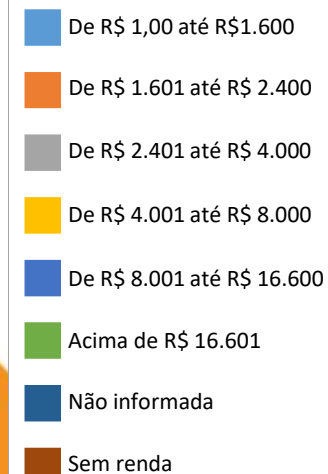 De R$ 1,00 até R$1.600
De R$ 1.601 até R$ 2.400
De R$ 2.401 até R$ 4.000
De R$ 4.001 até R$ 8.000
De R$ 8.001 até R$ 16.600
Acima de R$ 16.601
Não informada
Sem renda